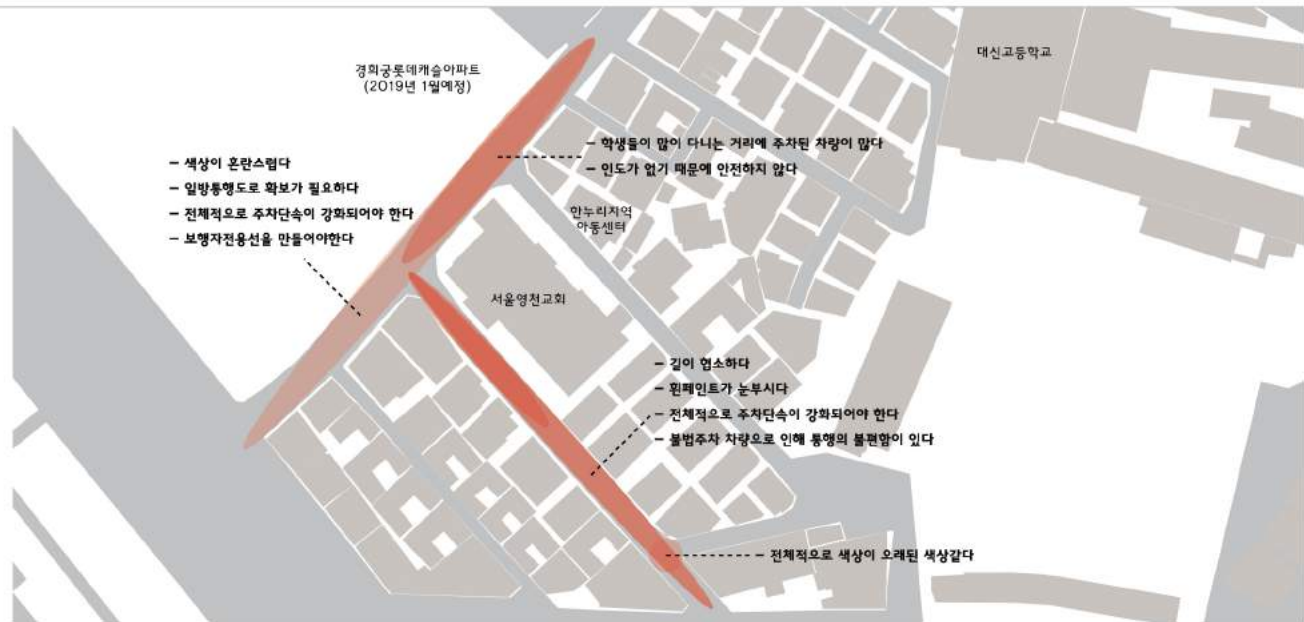 경희궁롯데캐슬아파트
(2019년 1월예정)
대신고등학교
– 학생들이 많이 다니는 거리에 주차된 차량이 많다
– 인도가 없기 때문에 안전하지 않다
– 색상이 혼란스럽다
– 일방통행도로 확보가 필요하다
– 전체적으로 주차단속이 강화되어야 한다
– 보행자전용선을 만들어야한다
한누리지역
아동센터
서울영천교회
– 길이 협소하다
– 흰페인트가 눈부시다
– 전체적으로 주차단속이 강화되어야 한다
– 불법주차 차량으로 인해 통행의 불편함이 있다
– 전체적으로 색상이 오래된 색상같다